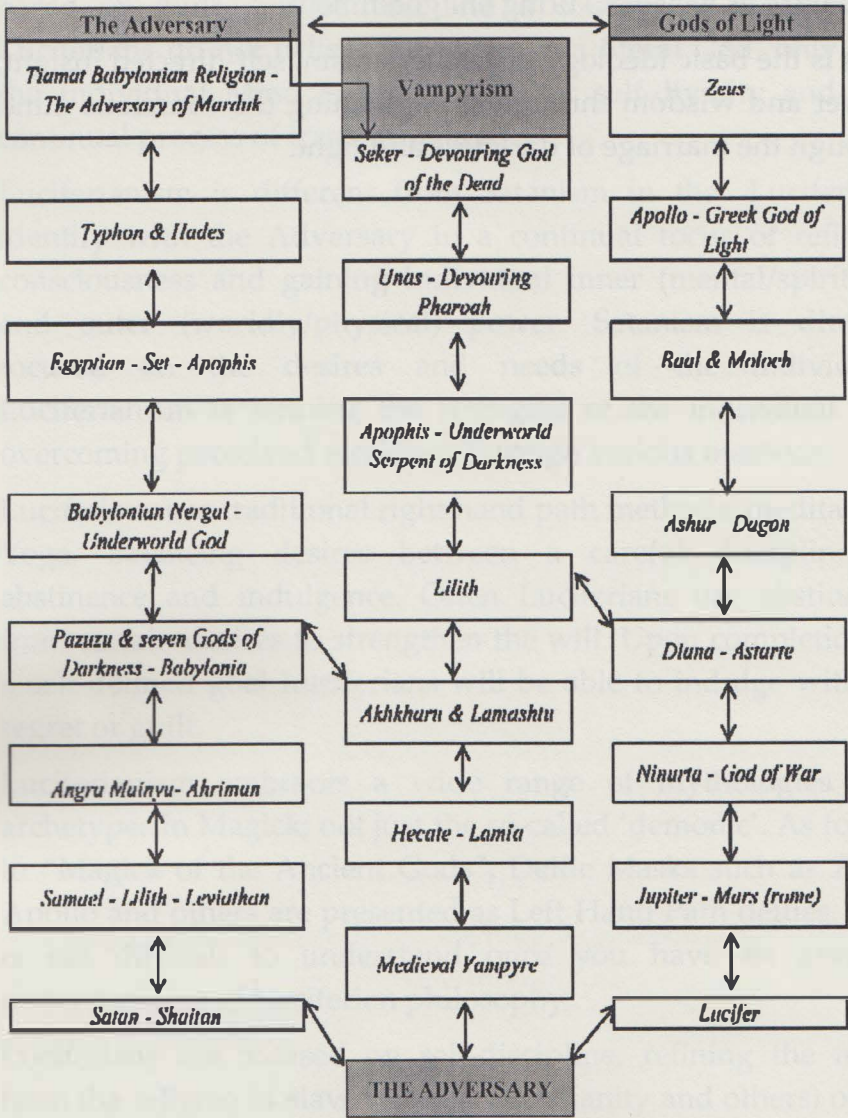 The Adversary
Tiamat Babylonian Religion -
The Adversary of Marduk
Typhon & Hades
Egyptian - Set - Apophis
Babylonian Nergal -
Underworld God
Pazuzu & seven Gods of
Darkness - Babylonia
Angra Mainyu- Ahriman
Samael - Lilith - Leviathan
Satan - Shaitan
Vampyrism
Seker - Devouring God
of the Dead
Unas - Devouring
Pharoah
Apophis - Underworld
Serpent of Darkness
Lilith
Akhkharu & Lamashtu
Hecate - Lamia
Medieval Vampyre
THE ADVERSARY
Gods of Light
Zeus
Apollo - Greek God of
Light
Baal & Moloch
Ashur Dagon
Diana - Astarte
Ninurta - God of War
Jupiter - Mars (rome)
Lucifer